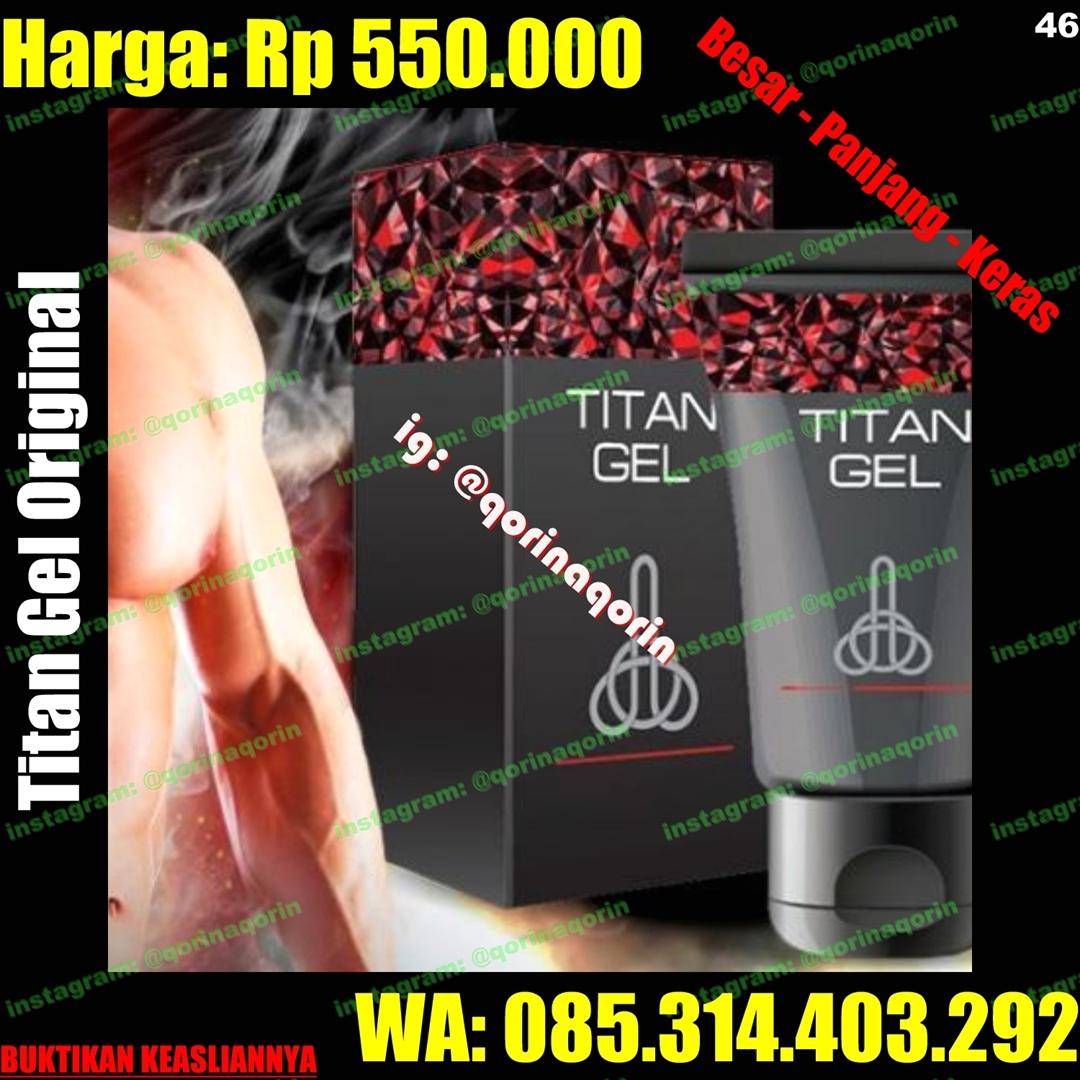 Harga: Rp 550.000
46
Besar - Panjang - Keras
Titan Gel Original
TITAN
GEL
TITAN
GEL
ig: @qorinaqorin
instagram: @qorinaqorin
WA: 085.314.403.292
BUKTIKAN KEASLIANNYA